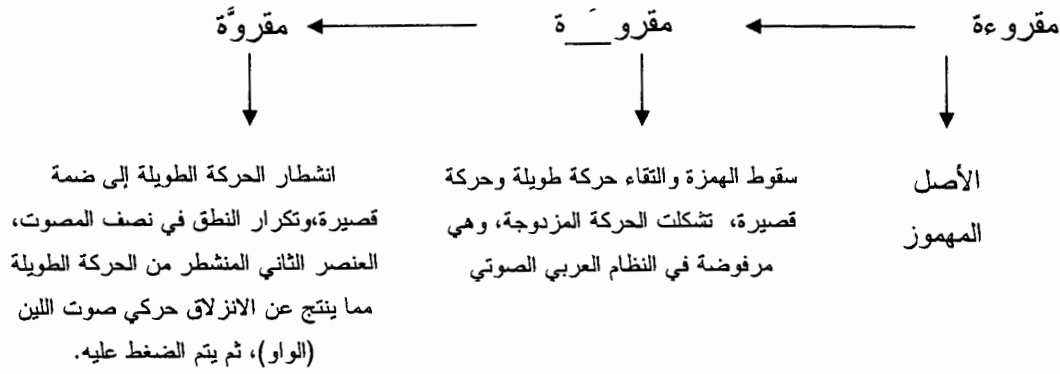 مقروءة
مقرو َ__ة
مقروَّة
الأصل
المهموز
سقوط الهمزة والتقاء حركة طويلة وحركة
قصيرة، تشكلت الحركة المزدوجة، وهي
مرفوضة في النظام العربي الصوتي
انشطار الحركة الطويلة إلى ضمة
قصيرة،وتكرار النطق في نصف المصوت،
العنصر الثاني المنشطر من الحركة الطويلة
مما ينتج عن الانزلاق حركي صوت اللين
(الواو)، ثم يتم الضغط عليه.